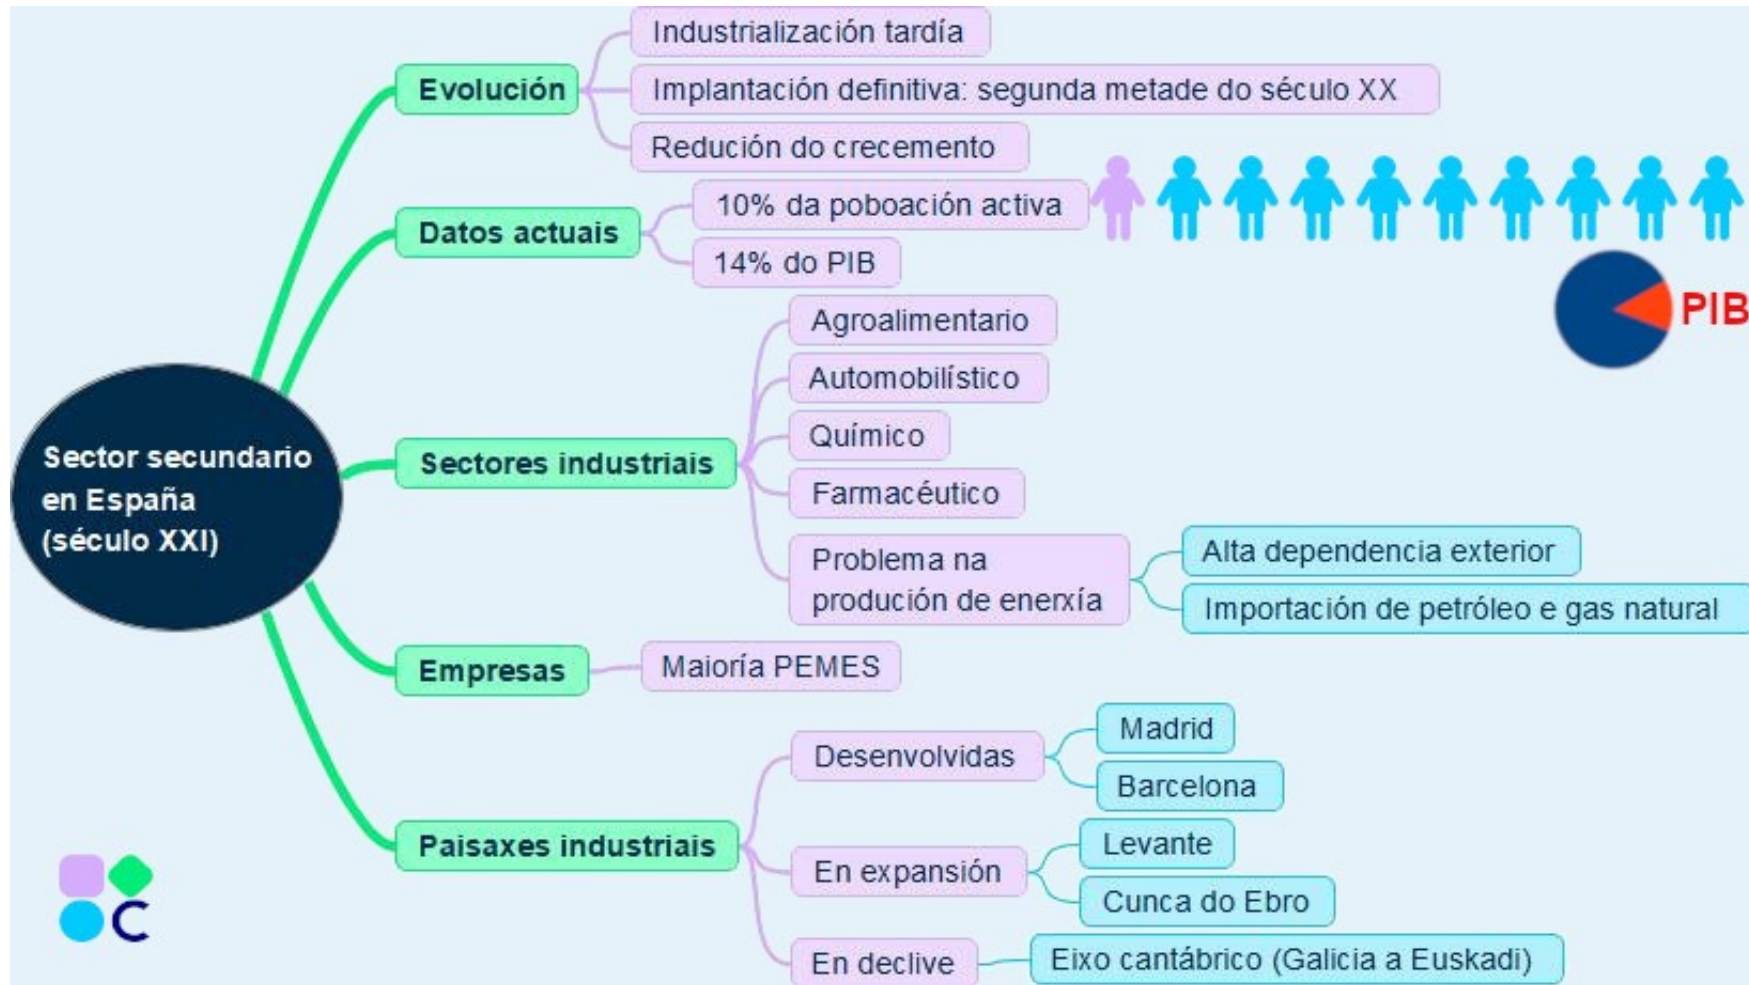 Sector secundario
en España
(século XXI)
Evolución
Industrialización tardía
Implantación definitiva: segunda metade do século XX
Redución do crecemento
Datos actuais
10% da poboación activa
14% do PIB
PIB
Sectores industriais
Agroalimentario
Automobilístico
Químico
Farmacéutico
Problema na
produción de enerxía
Alta dependencia exterior
Importación de petróleo e gas natural
Empresas
Maioría PEMES
Paisaxes industriais
Desenvolvidas
Madrid
Barcelona
En expansión
Levante
Cunca do Ebro
En declive
Eixo cantábrico (Galicia a Euskadi)
C